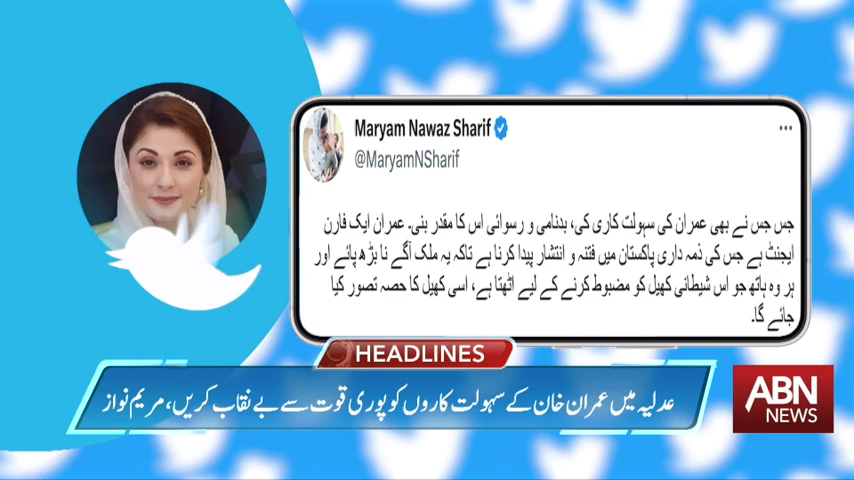 Maryam Nawaz Sharif
@MaryamNSharif
جس جس نے بھی عمران کی سہولت کاری کی، بدنامی و رسوائی اس کا مقدر بنی۔ عمران ایک فارن
ایجنٹ ہے جس کی ذمہ داری پاکستان میں فتنہ و انتشار پیدا کرنا ہے تاکہ یہ ملک آگے نا بڑھ پائے اور
ہر وہ ہاتھ جو اس شیطانی کھیل کو مضبوط کرنے کے لیے اٹھتا ہے، اسی کھیل کا حصہ تصور کیا
جائے گا۔
HEADLINES
عدلیہ میں عمران خان کے سہولت کاروں کو پوری قوت سے بے نقاب کریں، مریم نواز
ABN
NEWS